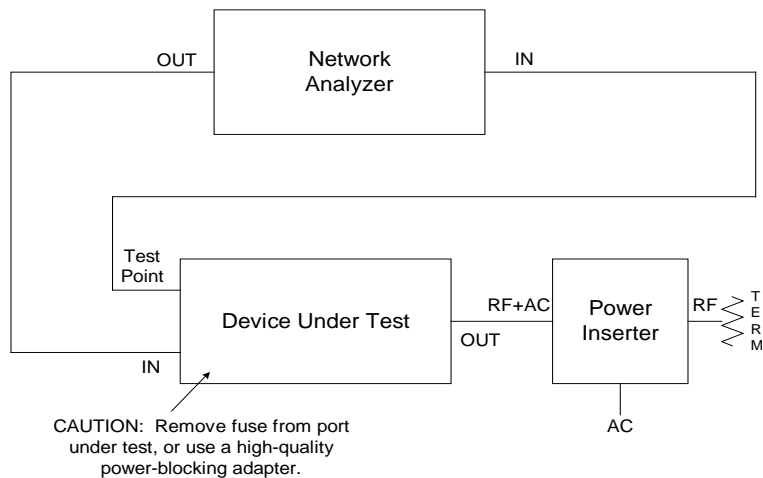 OUT
Network
Analyzer
IN
Test
Point
Device Under Test
RF+AC
OUT
Power
Inserter
RF
TERM
IN
AC
CAUTION:  Remove fuse from port
under test, or use a high-quality
power-blocking adapter.